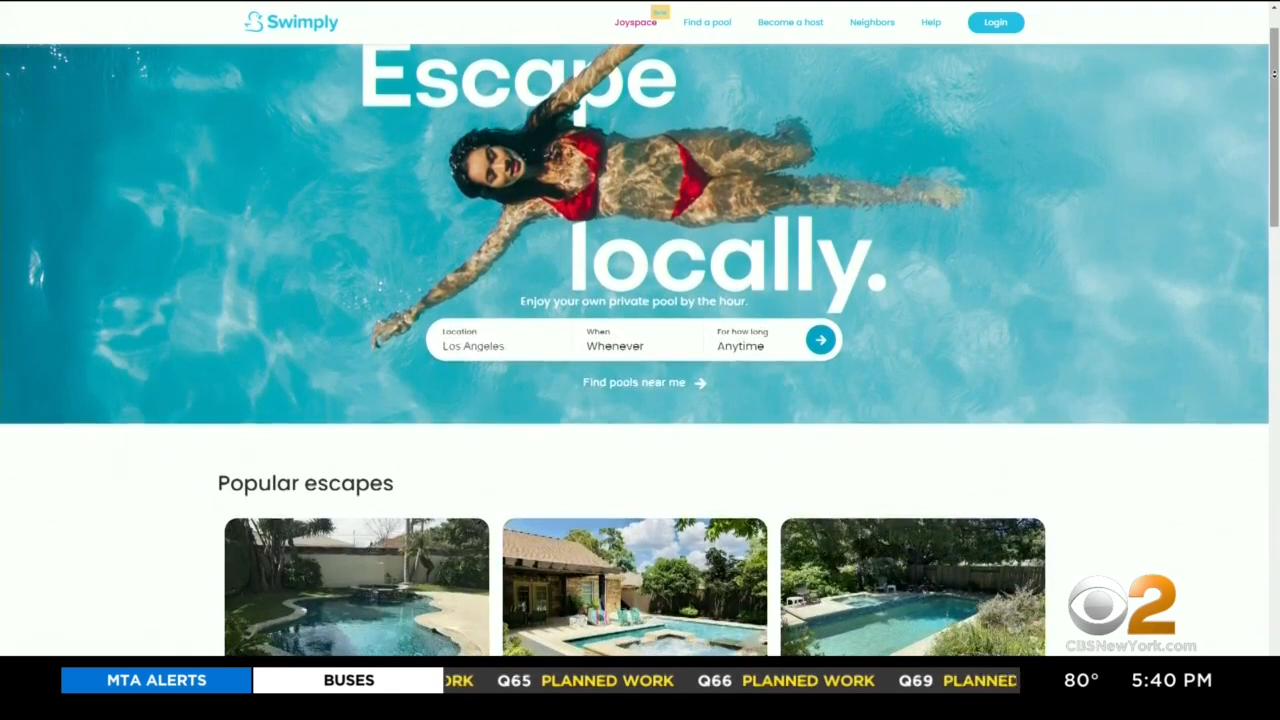 Swimply
Joyspace
Find a pool
Become a host
Neighbors
Help
Login
Escape
locally.
Enjoy your own private pool by the hour.
Location
When
For how long
Los Angeles
Whenever
Anytime
Find pools near me
Popular escapes
2
CBSNewYork.com
MTA ALERTS
BUSES
ORK Q65 PLANNED WORK Q66 PLANNED WORK Q69 PLANNED
80° 5:40 PM